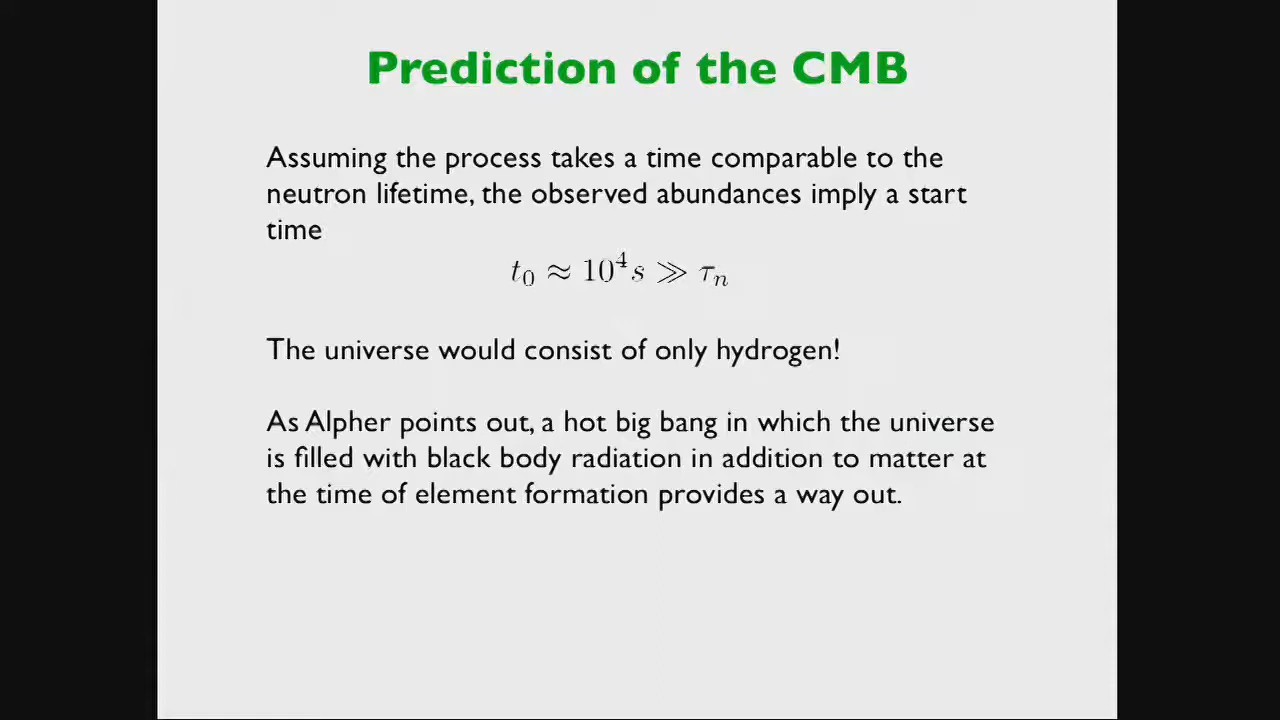 Prediction of the CMB
Assuming the process takes a time comparable to the
neutron lifetime, the observed abundances imply a start
time
t₀ ≈ 10⁴s ≫ τₙ
The universe would consist of only hydrogen!
As Alpher points out, a hot big bang in which the universe
is filled with black body radiation in addition to matter at
the time of element formation provides a way out.